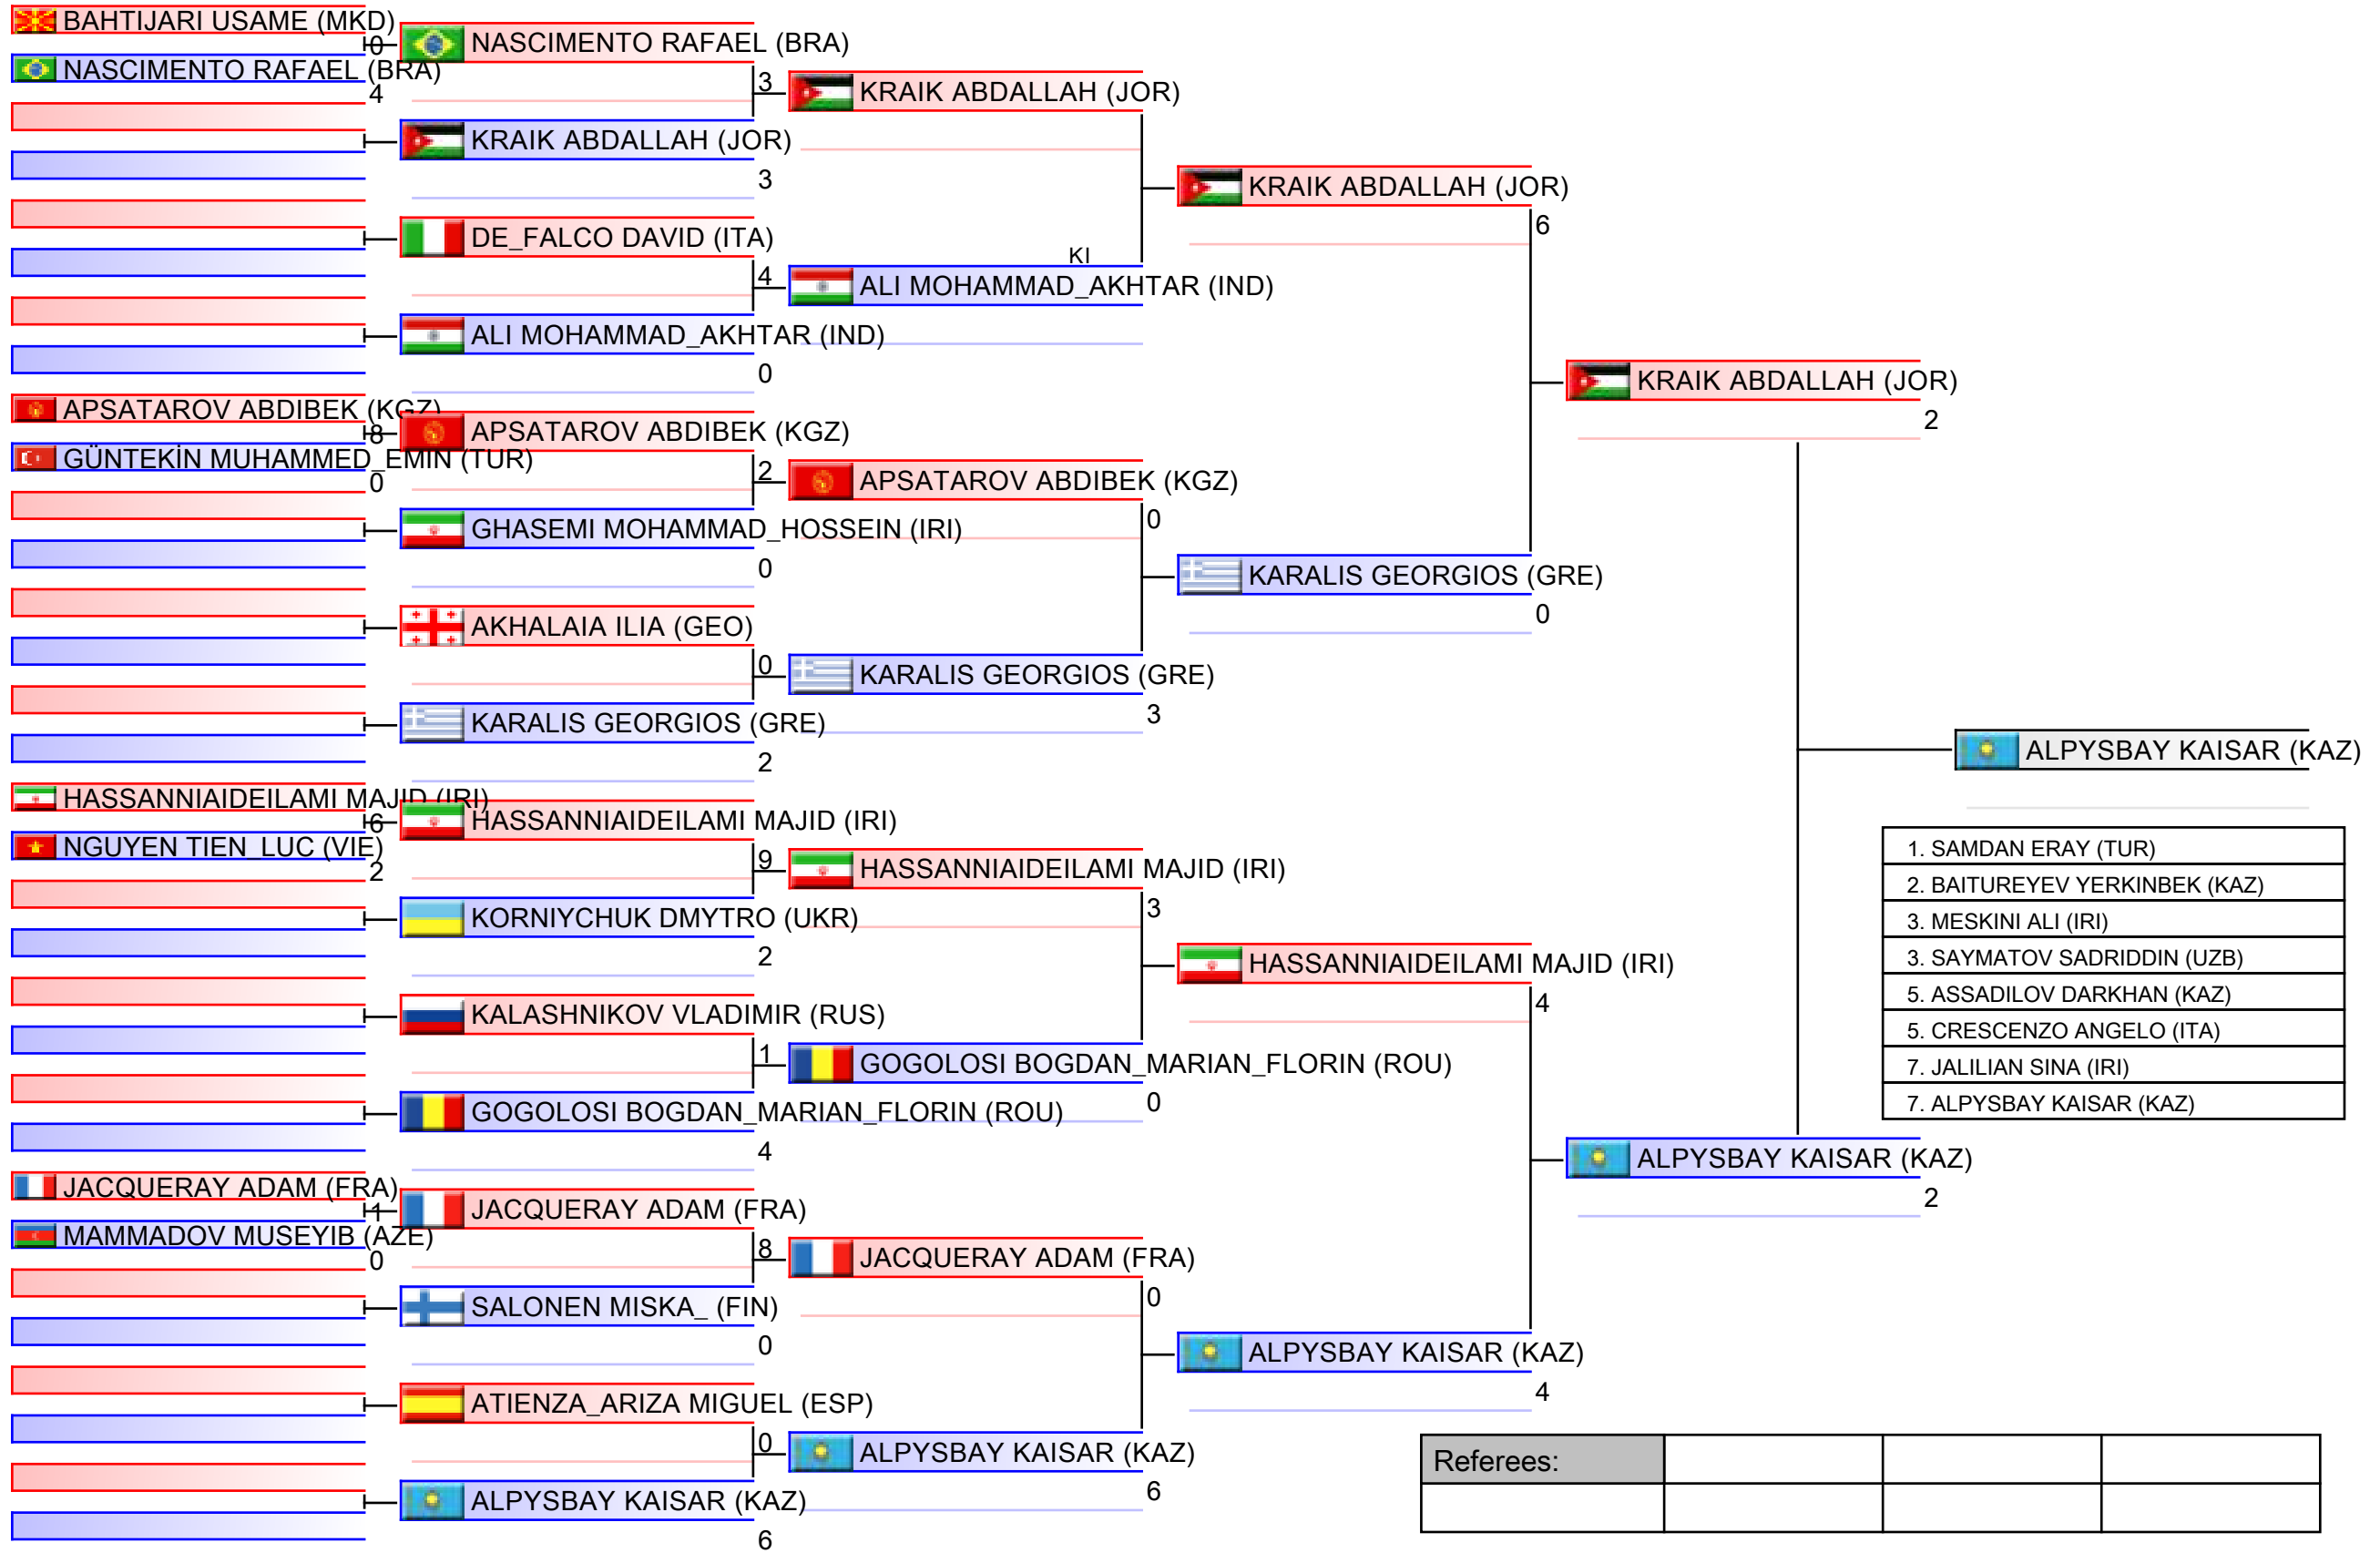 BAHTIJARI USAME (MKD)
0
NASCIMENTO RAFAEL (BRA)
4
APSATAROV ABDIBEK (KGZ)
8
GÜNTEKİN MUHAMMED_EMIN (TUR)
0
HASSANNIAIDEILAMI MAJID (IRI)
6
NGUYEN TIEN_LUC (VIE)
2
JACQUERAY ADAM (FRA)
1
MAMMADOV MUSEYIB (AZE)
0
NASCIMENTO RAFAEL (BRA)
3
KRAIK ABDALLAH (JOR)
3
DE_FALCO DAVID (ITA)
4
ALI MOHAMMAD_AKHTAR (IND)
0
APSATAROV ABDIBEK (KGZ)
2
GHASEMI MOHAMMAD_HOSSEIN (IRI)
0
AKHALAIA ILIA (GEO)
0
KARALIS GEORGIOS (GRE)
2
HASSANNIAIDEILAMI MAJID (IRI)
9
KORNIYCHUK DMYTRO (UKR)
2
KALASHNIKOV VLADIMIR (RUS)
1
GOGOLOSI BOGDAN_MARIAN_FLORIN (ROU)
4
JACQUERAY ADAM (FRA)
8
SALONEN MISKA_ (FIN)
0
ATIENZA_ARIZA MIGUEL (ESP)
0
ALPYSBAY KAISAR (KAZ)
6
KRAIK ABDALLAH (JOR)
KI
ALI MOHAMMAD_AKHTAR (IND)
APSATAROV ABDIBEK (KGZ)
0
KARALIS GEORGIOS (GRE)
3
HASSANNIAIDEILAMI MAJID (IRI)
3
GOGOLOSI BOGDAN_MARIAN_FLORIN (ROU)
0
JACQUERAY ADAM (FRA)
0
ALPYSBAY KAISAR (KAZ)
6
KRAIK ABDALLAH (JOR)
6
KARALIS GEORGIOS (GRE)
0
HASSANNIAIDEILAMI MAJID (IRI)
4
ALPYSBAY KAISAR (KAZ)
4
KRAIK ABDALLAH (JOR)
2
ALPYSBAY KAISAR (KAZ)
2
ALPYSBAY KAISAR (KAZ)
1. SAMDAN ERAY (TUR)
2. BAITUREYEV YERKINBEK (KAZ)
3. MESKINI ALI (IRI)
3. SAYMATOV SADRIDDIN (UZB)
5. ASSADILOV DARKHAN (KAZ)
5. CRESCENZO ANGELO (ITA)
7. JALILIAN SINA (IRI)
7. ALPYSBAY KAISAR (KAZ)
Referees: